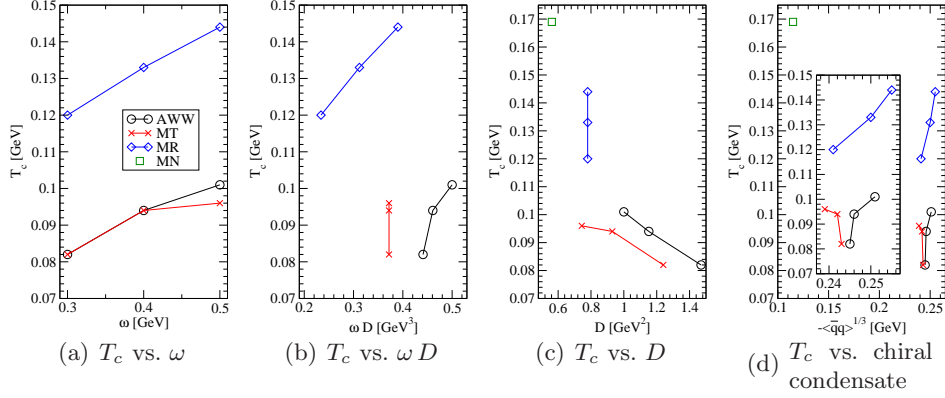 0.15
0.14
0.13
0.12
0.11
0.1
0.09
0.08
0.07
T_c [GeV]
0.3 0.4 0.5
ω [GeV]
AWW
MT
MR
MN
(a) T_c vs. ω
0.15
0.14
0.13
0.12
0.11
0.1
0.09
0.08
0.07
T_c [GeV]
0.2 0.3 0.4 0.5
ω D [GeV³]
(b) T_c vs. ω D
0.17
0.16
0.15
0.14
0.13
0.12
0.11
0.1
0.09
0.08
0.07
T_c [GeV]
0.6 0.8 1 1.2 1.4
D [GeV²]
(c) T_c vs. D
0.17
0.16
0.15
0.14
0.13
0.12
0.11
0.1
0.09
0.08
0.07
T_c [GeV]
0.14
0.13
0.12
0.11
0.1
0.09
0.08
0.07
0.24 0.25
0.1 0.15 0.2 0.25
-<q̅q>^1/3 [GeV]
(d) T_c vs. chiral
condensate